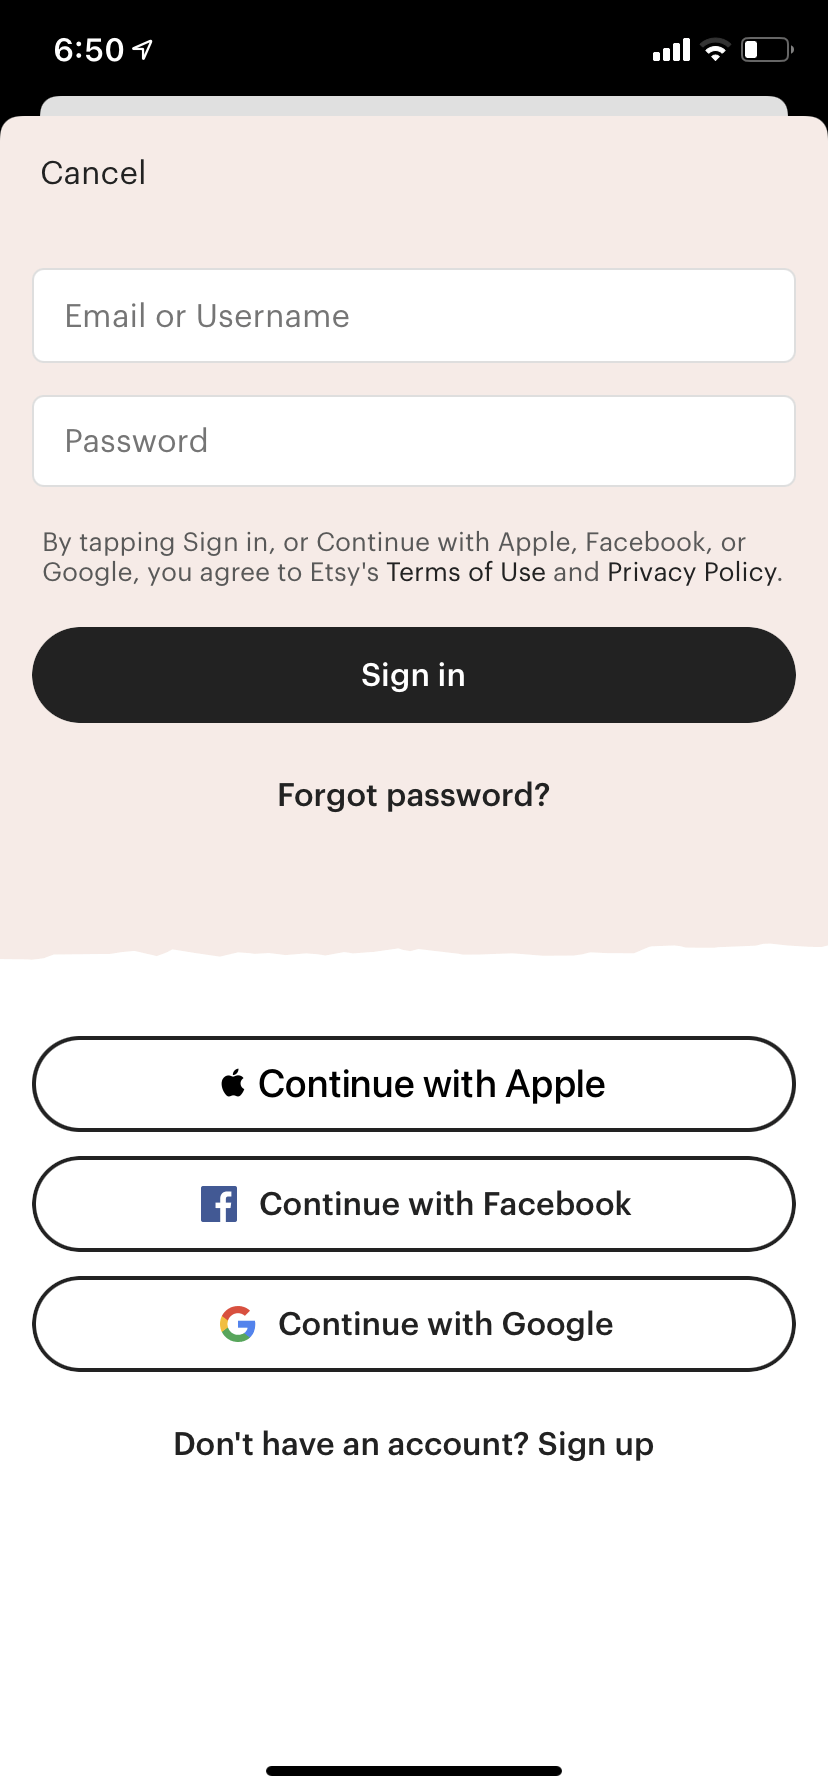 6:50
Cancel
Email or Username
Password
By tapping Sign in, or Continue with Apple, Facebook, or
Google, you agree to Etsy's Terms of Use and Privacy Policy.
Sign in
Forgot password?
Continue with Apple
Continue with Facebook
Continue with Google
Don't have an account? Sign up